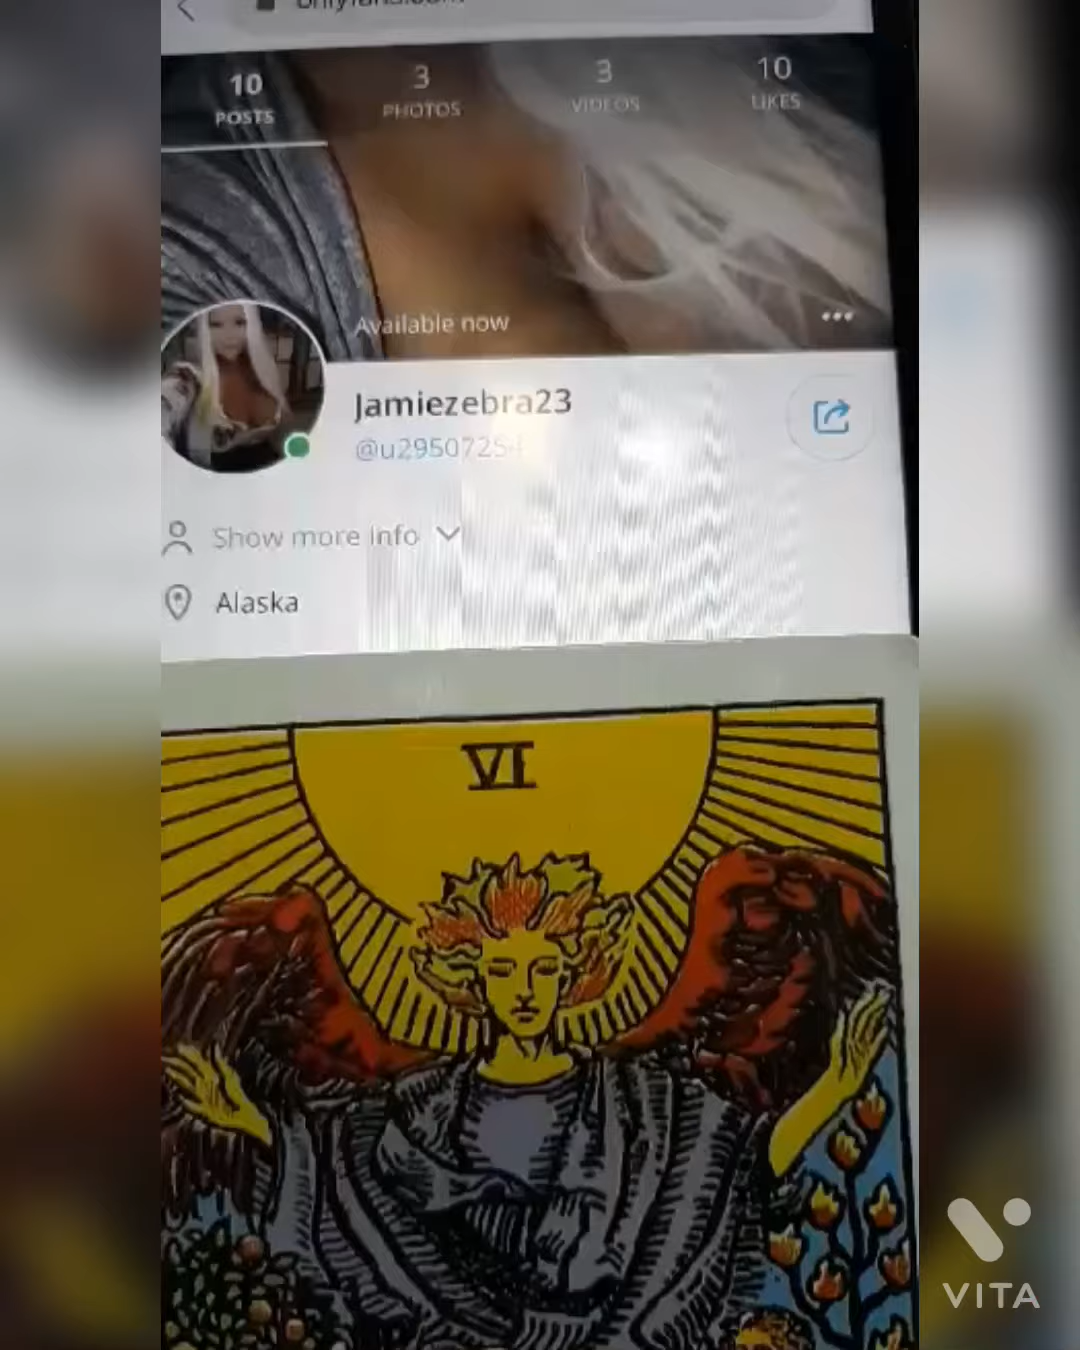 10
POSTS
3
PHOTOS
3
VIDEOS
10
LIKES
Available now
Jamiezebra23
Show more info
Alaska
VI
VITA